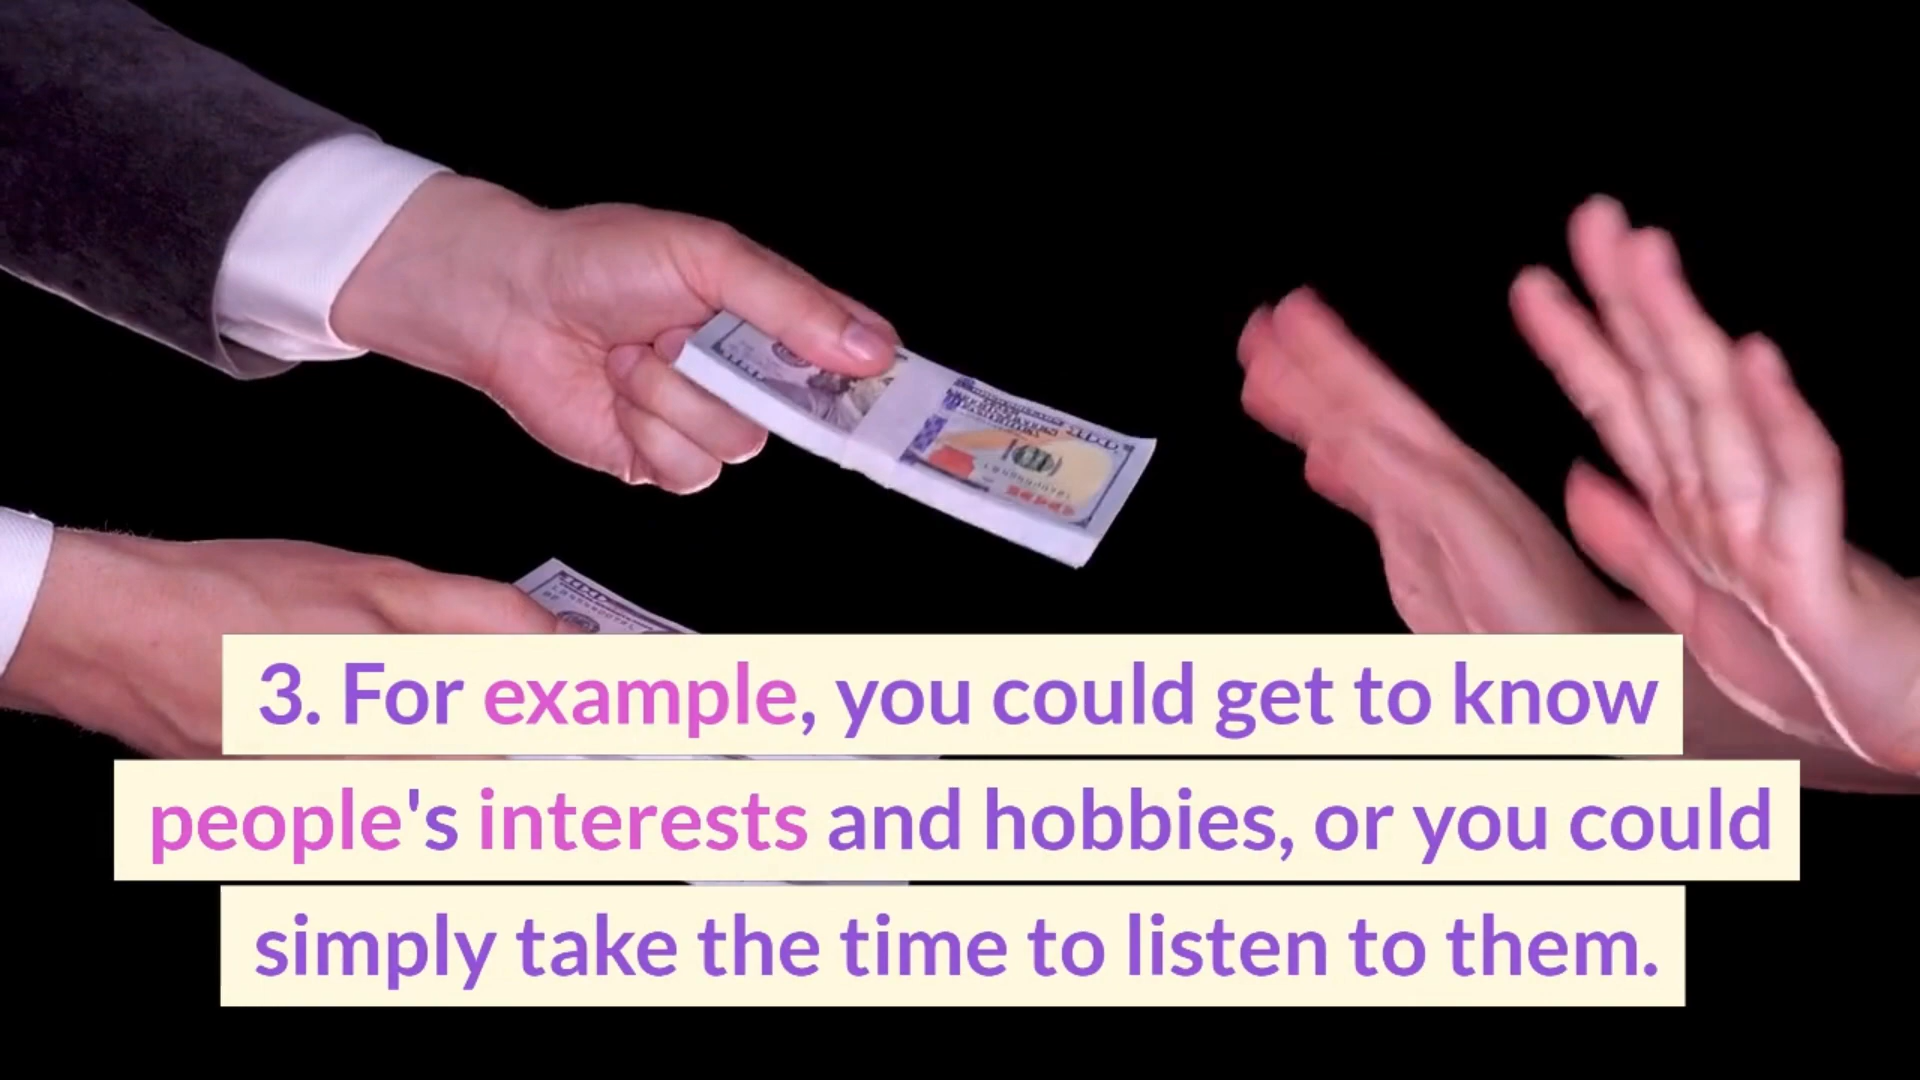 3. For example, you could get to know
people's interests and hobbies, or you could
simply take the time to listen to them.